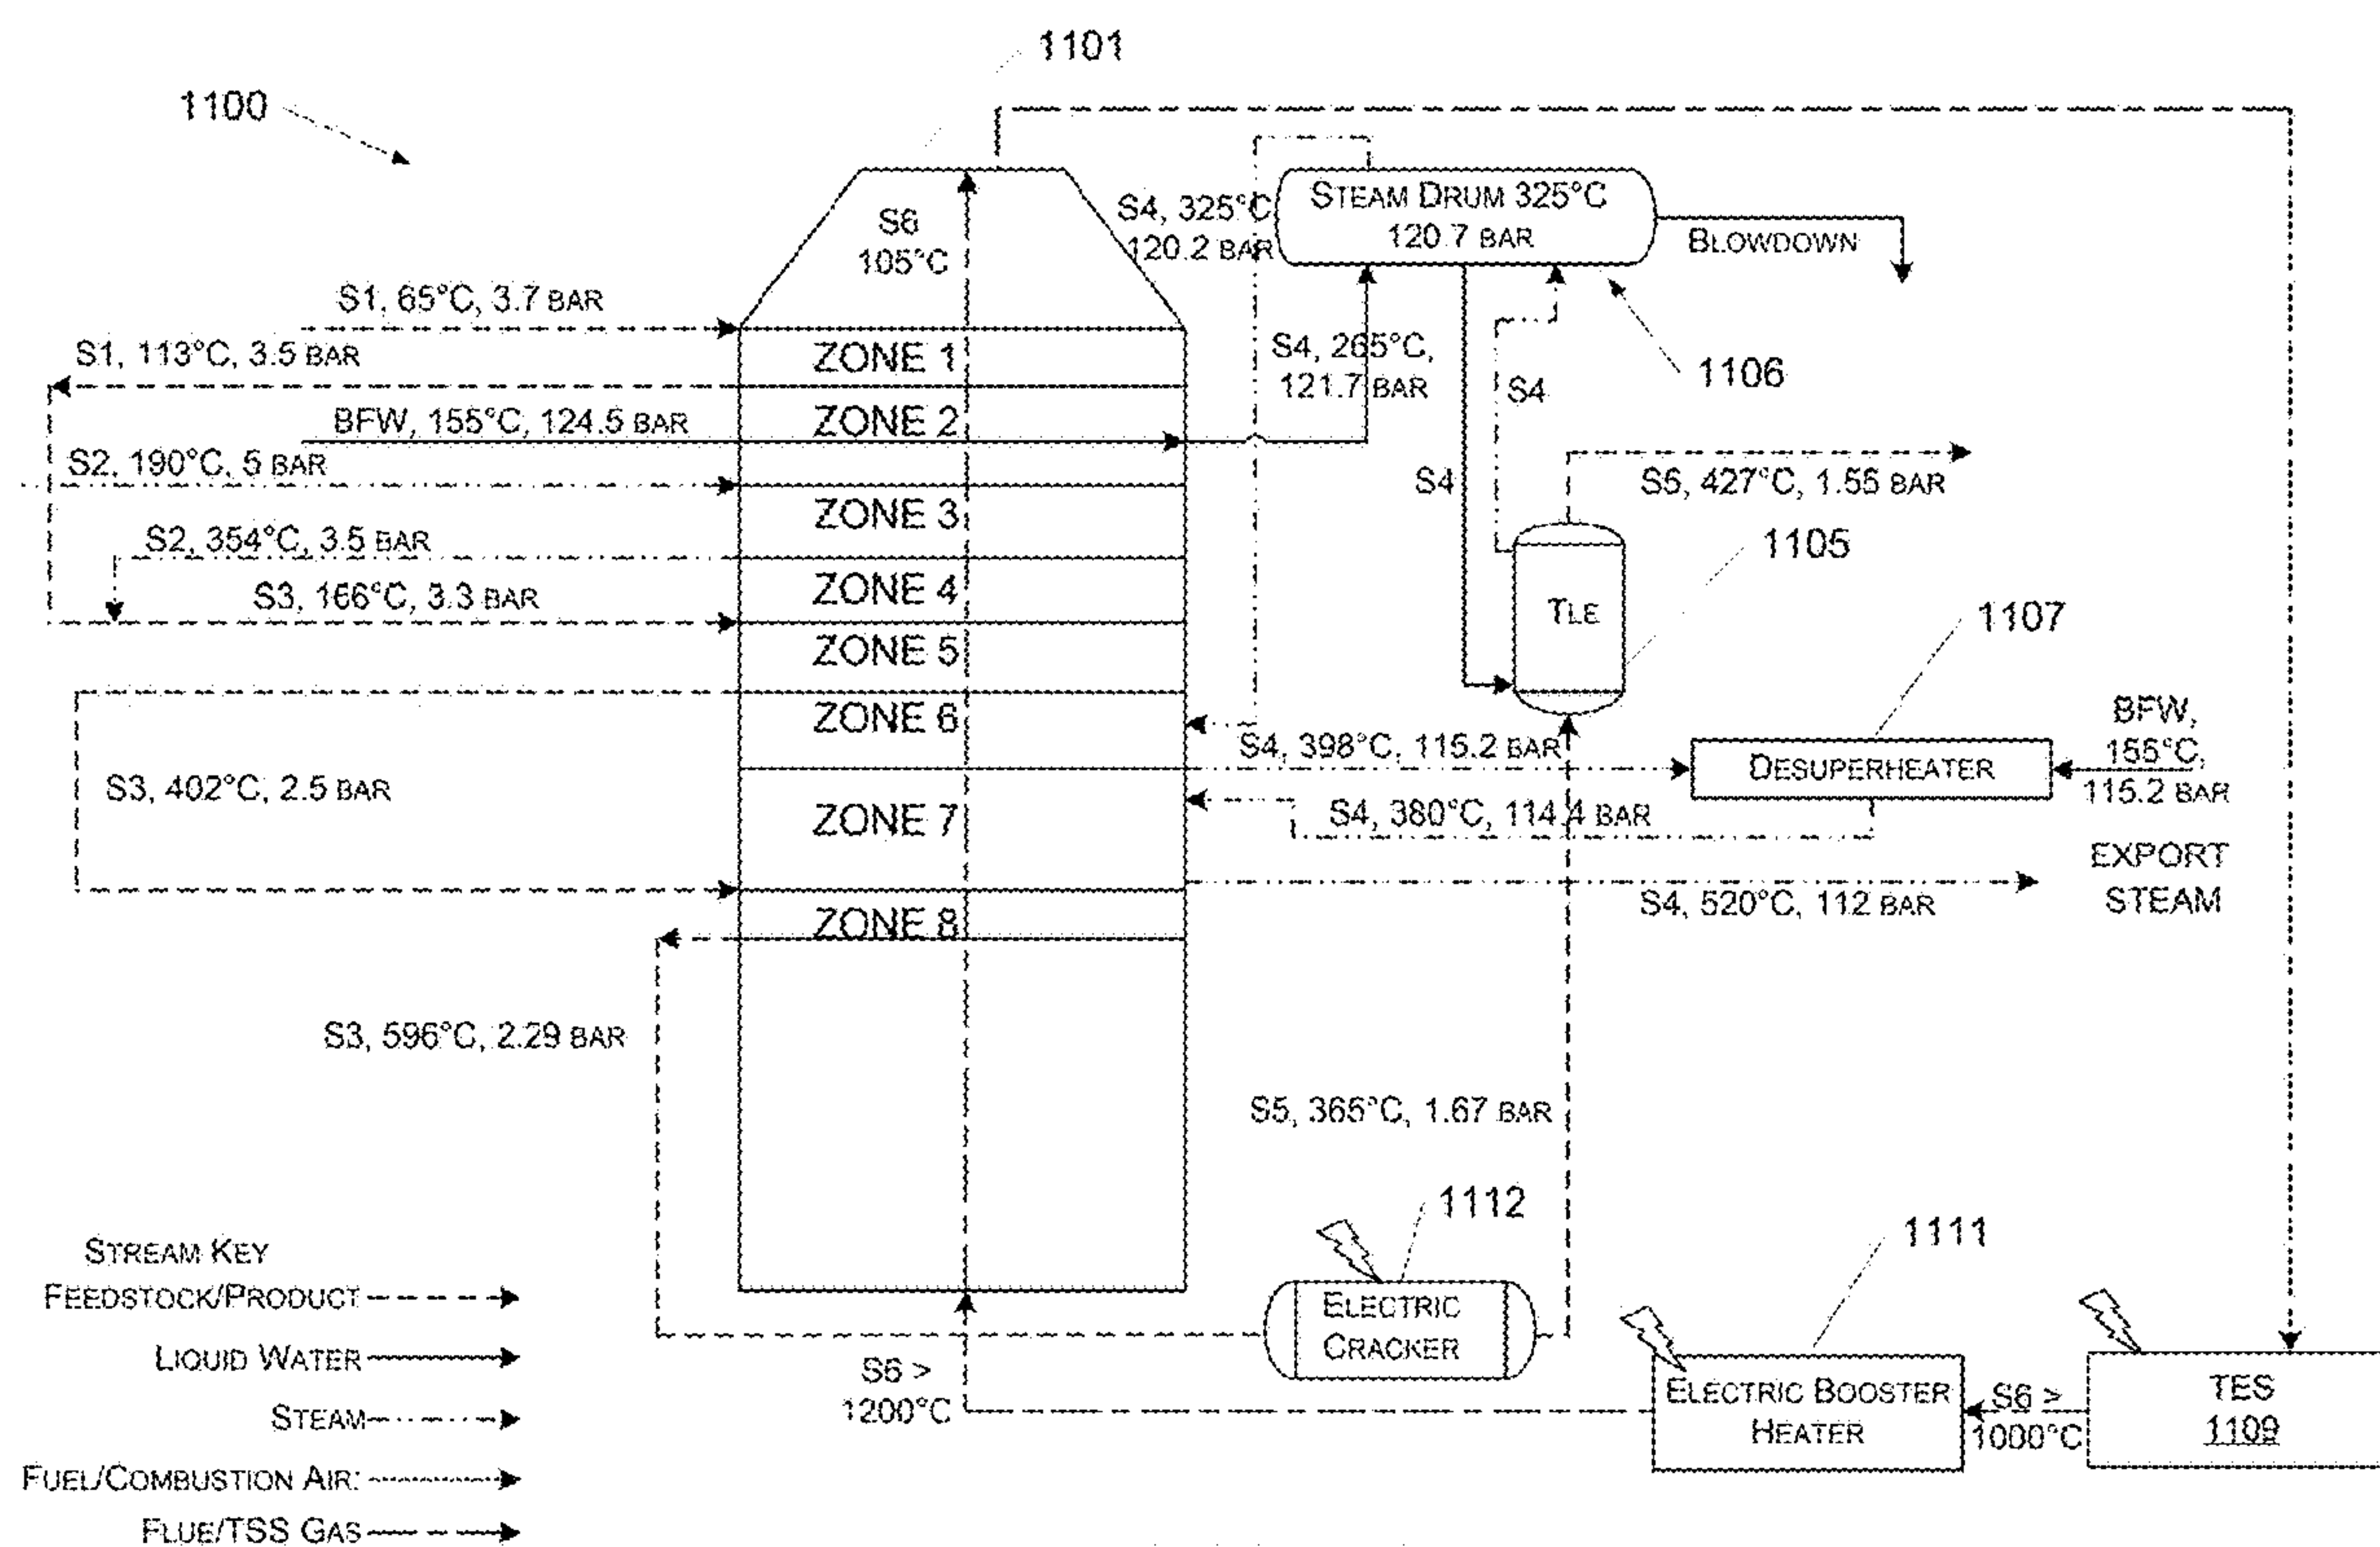 1101
1100
S6
105°C
S4, 325°C
120.2 BAR
STEAM DRUM 325°C
120.7 BAR
BLOWDOWN
S1, 65°C, 3.7 BAR
S1, 113°C, 3.5 BAR
ZONE 1
S4, 265°C,
121.7 BAR
S4
1106
BFW, 155°C, 124.5 BAR
ZONE 2
S2, 190°C, 5 BAR
S4
S5, 427°C, 1.55 BAR
ZONE 3
S2, 354°C, 3.5 BAR
1105
ZONE 4
S3, 166°C, 3.3 BAR
TLE
1107
ZONE 5
ZONE 6
S4, 398°C, 115.2 BAR
BFW,
155°C,
115.2 BAR
DESUPERHEATER
S3, 402°C, 2.5 BAR
ZONE 7
S4, 380°C, 114.4 BAR
EXPORT
STEAM
S4, 520°C, 112 BAR
ZONE 8
S3, 596°C, 2.29 BAR
S5, 365°C, 1.67 BAR
1112
1111
STREAM KEY
FEEDSTOCK/PRODUCT
LIQUID WATER
STEAM
FUEL/COMBUSTION AIR:
FLUE/TSS GAS
ELECTRIC
CRACKER
S6 >
1200°C
ELECTRIC BOOSTER
HEATER
S6 >
1000°C
TES
1109